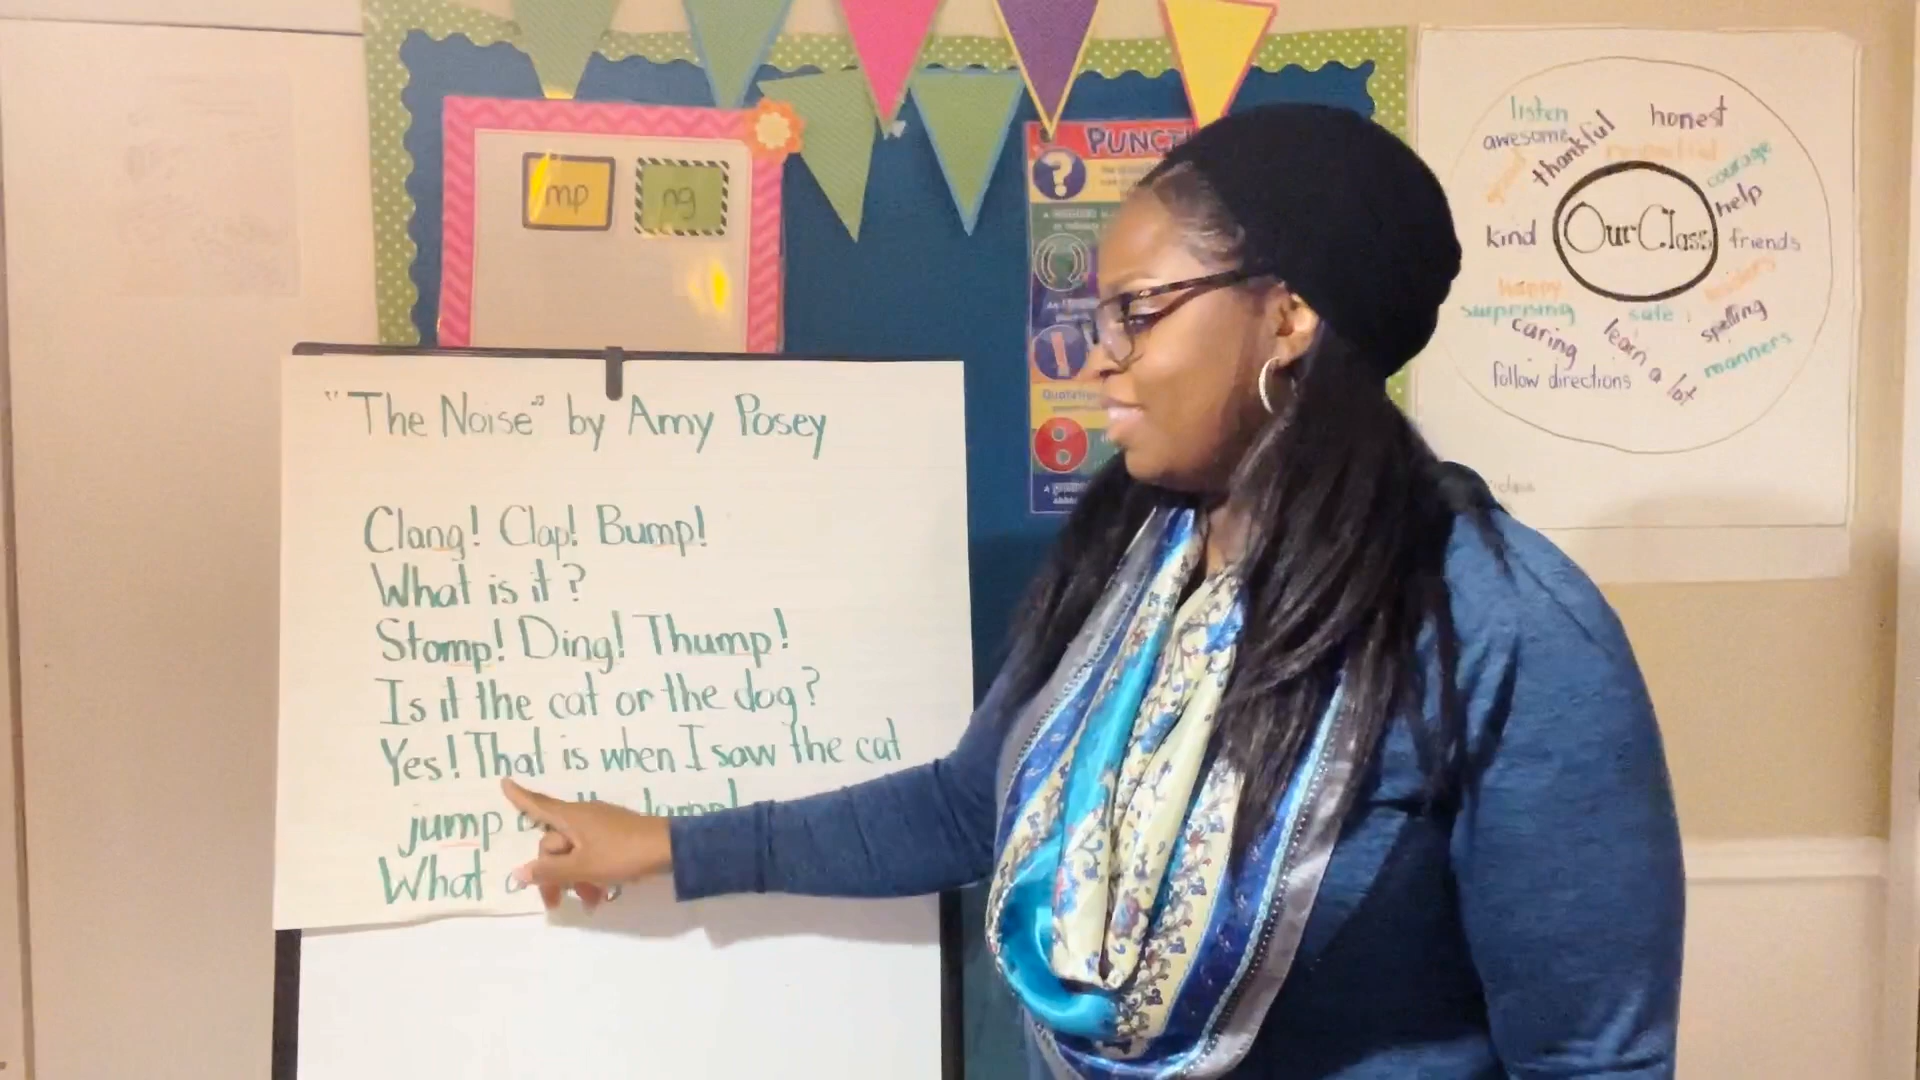 mp
ng
PUNCT
"The Noise" by Amy Posey
Clang! Clap! Bump!
What is it?
Stomp! Ding! Thump!
Is it the cat or the dog?
Yes! That is when I saw the cat
jump
What
listen
honest
awesome
thankful
courage
help
kind
Our Class
friends
happy
surprising
safe
spelling
caring
learn a lot
manners
follow directions